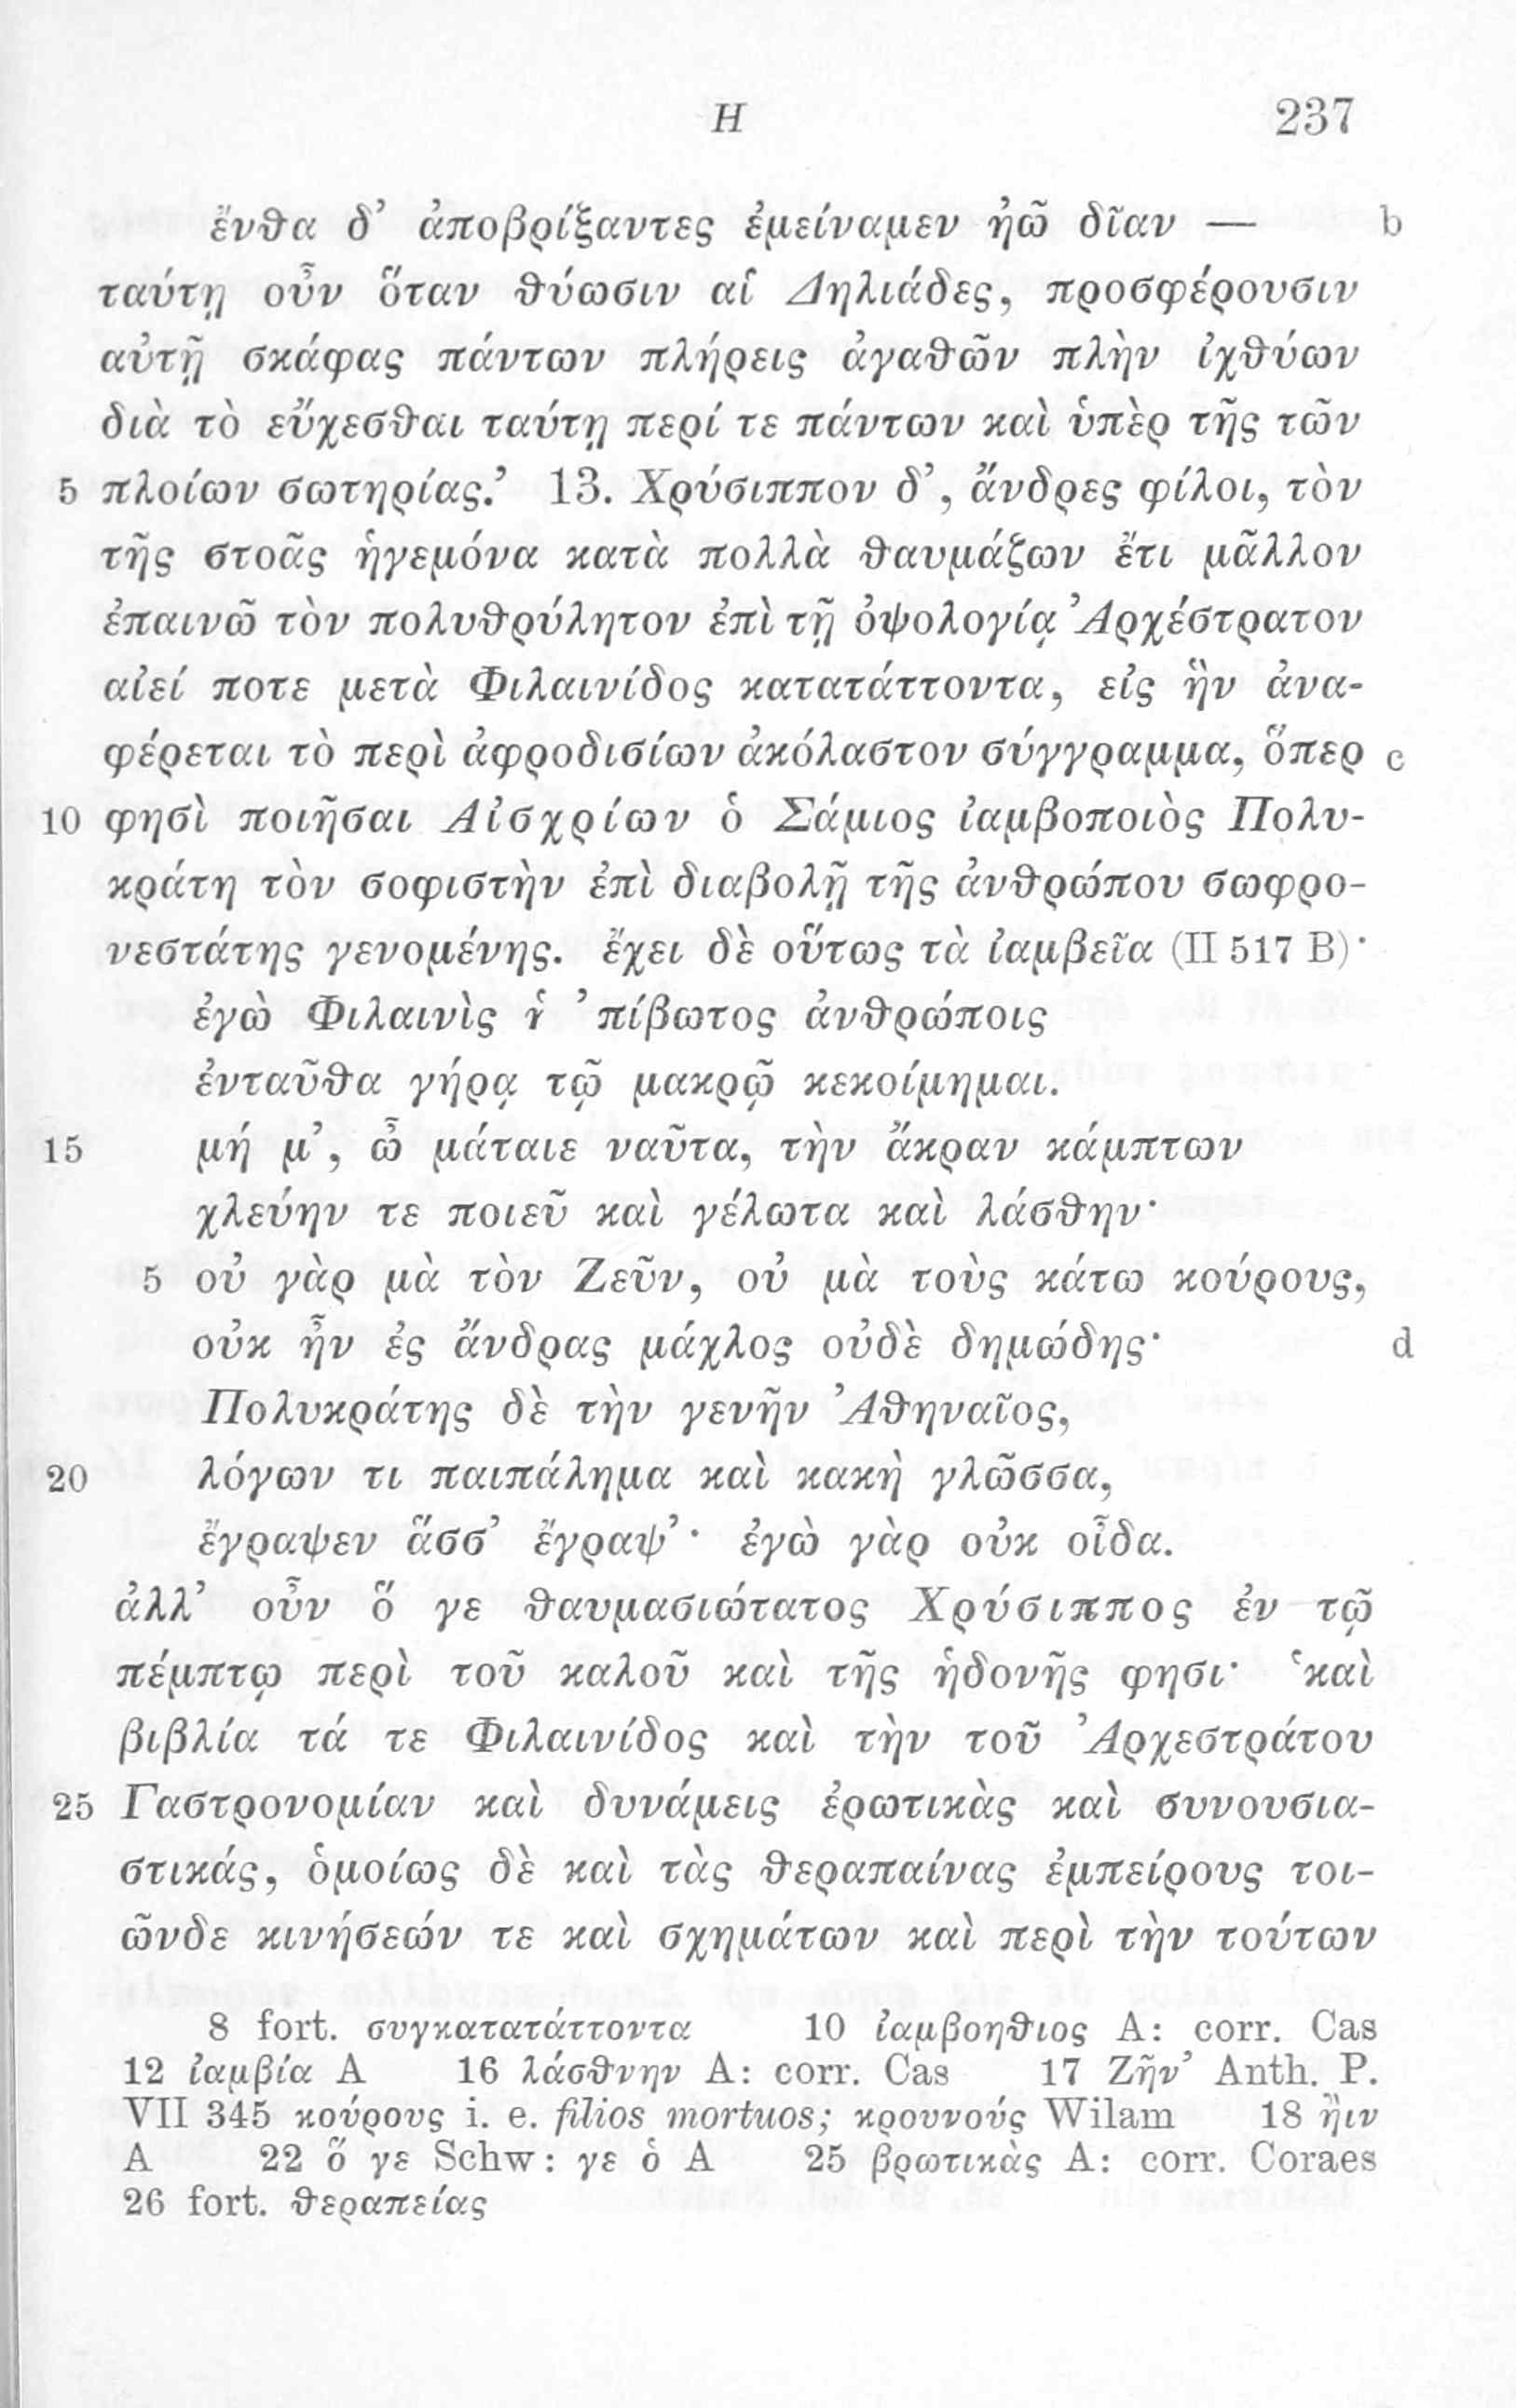 H 237
ἔνθα δ’ ἀποβρίξαντες ἐμείναμεν ἠῶ δῖαν — b
ταύτῃ οὖν ὅταν θύωσιν αἱ Δηλιάδες, προσφέρουσιν
αὐτῇ σκάφας πάντων πλήρεις ἀγαθῶν πλὴν ἰχθύων
διὰ τὸ εὔχεσθαι ταύτῃ περί τε πάντων καὶ ὑπὲρ τῆς τῶν
5 πλοίων σωτηρίας.’ 13. Χρύσιππον δ’, ἄνδρες φίλοι, τὸν
τῆς στοᾶς ἡγεμόνα κατὰ πολλὰ θαυμάζων ἔτι μᾶλλον
ἐπαινῶ τὸν πολυθρύλητον ἐπὶ τῇ ὀψολογίᾳ Ἀρχέστρατον
αἰεί ποτε μετὰ Φιλαινίδος κατατάττοντα, εἰς ἣν ἀνα-
φέρεται τὸ περὶ ἀφροδισίων ἀκόλαστον σύγγραμμα, ὅπερ c
10 φησὶ ποιῆσαι Αἰσχρίων ὁ Σάμιος ἰαμβοποιὸς Πολυ-
κράτη τὸν σοφιστὴν ἐπὶ διαβολῇ τῆς ἀνθρώπου σωφρο-
νεστάτης γενομένης. ἔχει δὲ οὕτως τὰ ἰαμβεῖα (II 517 B)·
ἐγὼ Φιλαινὶς ἡ ’πίβωτος ἀνθρώποις
ἐνταῦθα γήρᾳ τῷ μακρῷ κεκοίμημαι.
15 μή μ’, ὦ μάταιε ναῦτα, τὴν ἄκραν κάμπτων
χλεύην τε ποιεῦ καὶ γέλωτα καὶ λάσθην·
5 οὐ γὰρ μὰ τὸν Ζεῦν, οὐ μὰ τοὺς κάτω κούρους,
οὐκ ἦν ἐς ἄνδρας μάχλος οὐδὲ δημώδης· d
Πολυκράτης δὲ τὴν γενῆν Ἀθηναῖος,
20 λόγων τι παιπάλημα καὶ κακὴ γλῶσσα,
ἔγραψεν ἅσσ’ ἔγραψ’· ἐγὼ γὰρ οὐκ οἶδα.
ἀλλ’ οὖν ὅ γε θαυμασιώτατος Χρύσιππος ἐν τῷ
πέμπτῳ περὶ τοῦ καλοῦ καὶ τῆς ἡδονῆς φησι· ‘καὶ
βιβλία τά τε Φιλαινίδος καὶ τὴν τοῦ Ἀρχεστράτου
25 Γαστρονομίαν καὶ δυνάμεις ἐρωτικὰς καὶ συνουσια-
στικάς, ὁμοίως δὲ καὶ τὰς θεραπαίνας ἐμπείρους τοι-
ῶνδε κινήσεών τε καὶ σχημάτων καὶ περὶ τὴν τούτων
8 fort. συγκατατάττοντα 10 ἰαμβοηθιος A: corr. Cas
12 ἰαμβία A 16 λάσθνην A: corr. Cas 17 Ζῆν’ Anth. P.
VII 345 κούρους i. e. filios mortuos; κρουνούς Wilam 18 ἤιν
A 22 ὅ γε Schw: γε ὁ A 25 βρωτικὰς A: corr. Coraes
26 fort. θεραπείας